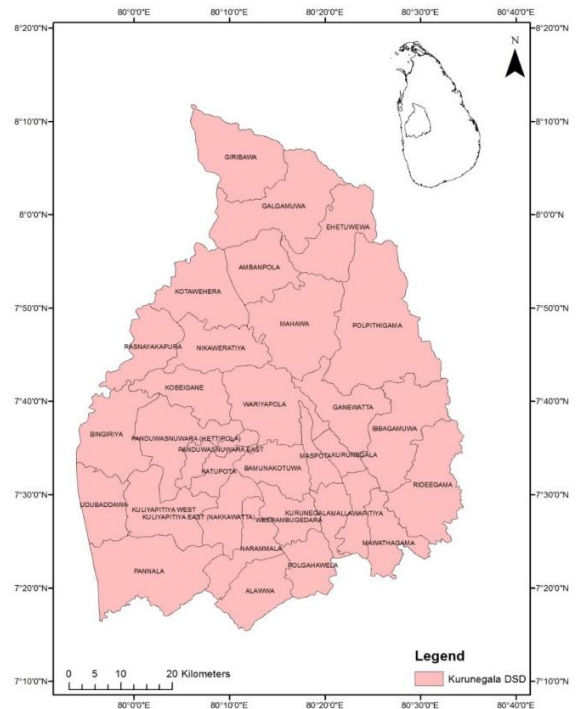 80°0'0"E 80°10'0"E 80°20'0"E 80°30'0"E 80°40'0"E
8°20'0"N 8°20'0"N
N
8°10'0"N 8°10'0"N
GIRIBAWA
GALGAMUWA
8°0'0"N 8°0'0"N
EHETUWEWA
AMBANPOLA
KOTAWEHERA
7°50'0"N 7°50'0"N
MAHAWA
POLPITHIGAMA
RASNAYAKAPURA
NIKAWERATIYA
7°40'0"N 7°40'0"N
KOBEIGANE
WARIYAPOLA
GANEWATTA
IBBAGAMUWA
BINGIRIYA
PANDUWASNUWARA (HETTIPOLA)
PANDUWASNUWARA EAST
MASPOTA
KURUNEGALA
KATUPOTA
BAMUNAKOTUWA
RIDEEGAMA
7°30'0"N 7°30'0"N
UDUBADDAWA
KULIYAPITIYA WEST
KULIYAPITIYA EAST (NAKKAWATTA)
WEERAMBUGEDARA
KURUNEGALA
MALLAWAPITIYA
NARAMMALA
MAWATHAGAMA
PANNALA
POLGAHAWELA
7°20'0"N 7°20'0"N
ALAWWA
Legend
Kurunegala DSD
0 5 10 20 Kilometers
7°10'0"N 7°10'0"N
80°0'0"E 80°10'0"E 80°20'0"E 80°30'0"E 80°40'0"E